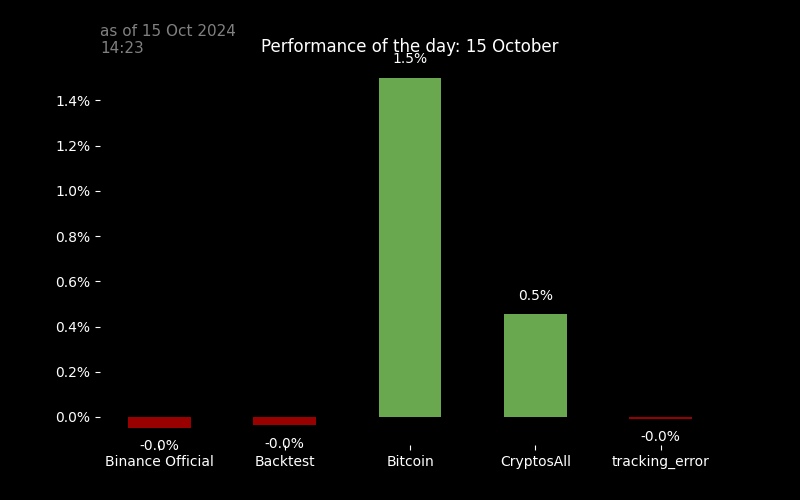 as of 15 Oct 2024
14:23
Performance of the day: 15 October
1.5%
1.4%
1.2%
1.0%
0.8%
0.6%
0.5%
0.4%
0.2%
0.0%
-0.0%
-0.0%
-0.0%
Binance Official
Backtest
Bitcoin
CryptosAll
tracking_error